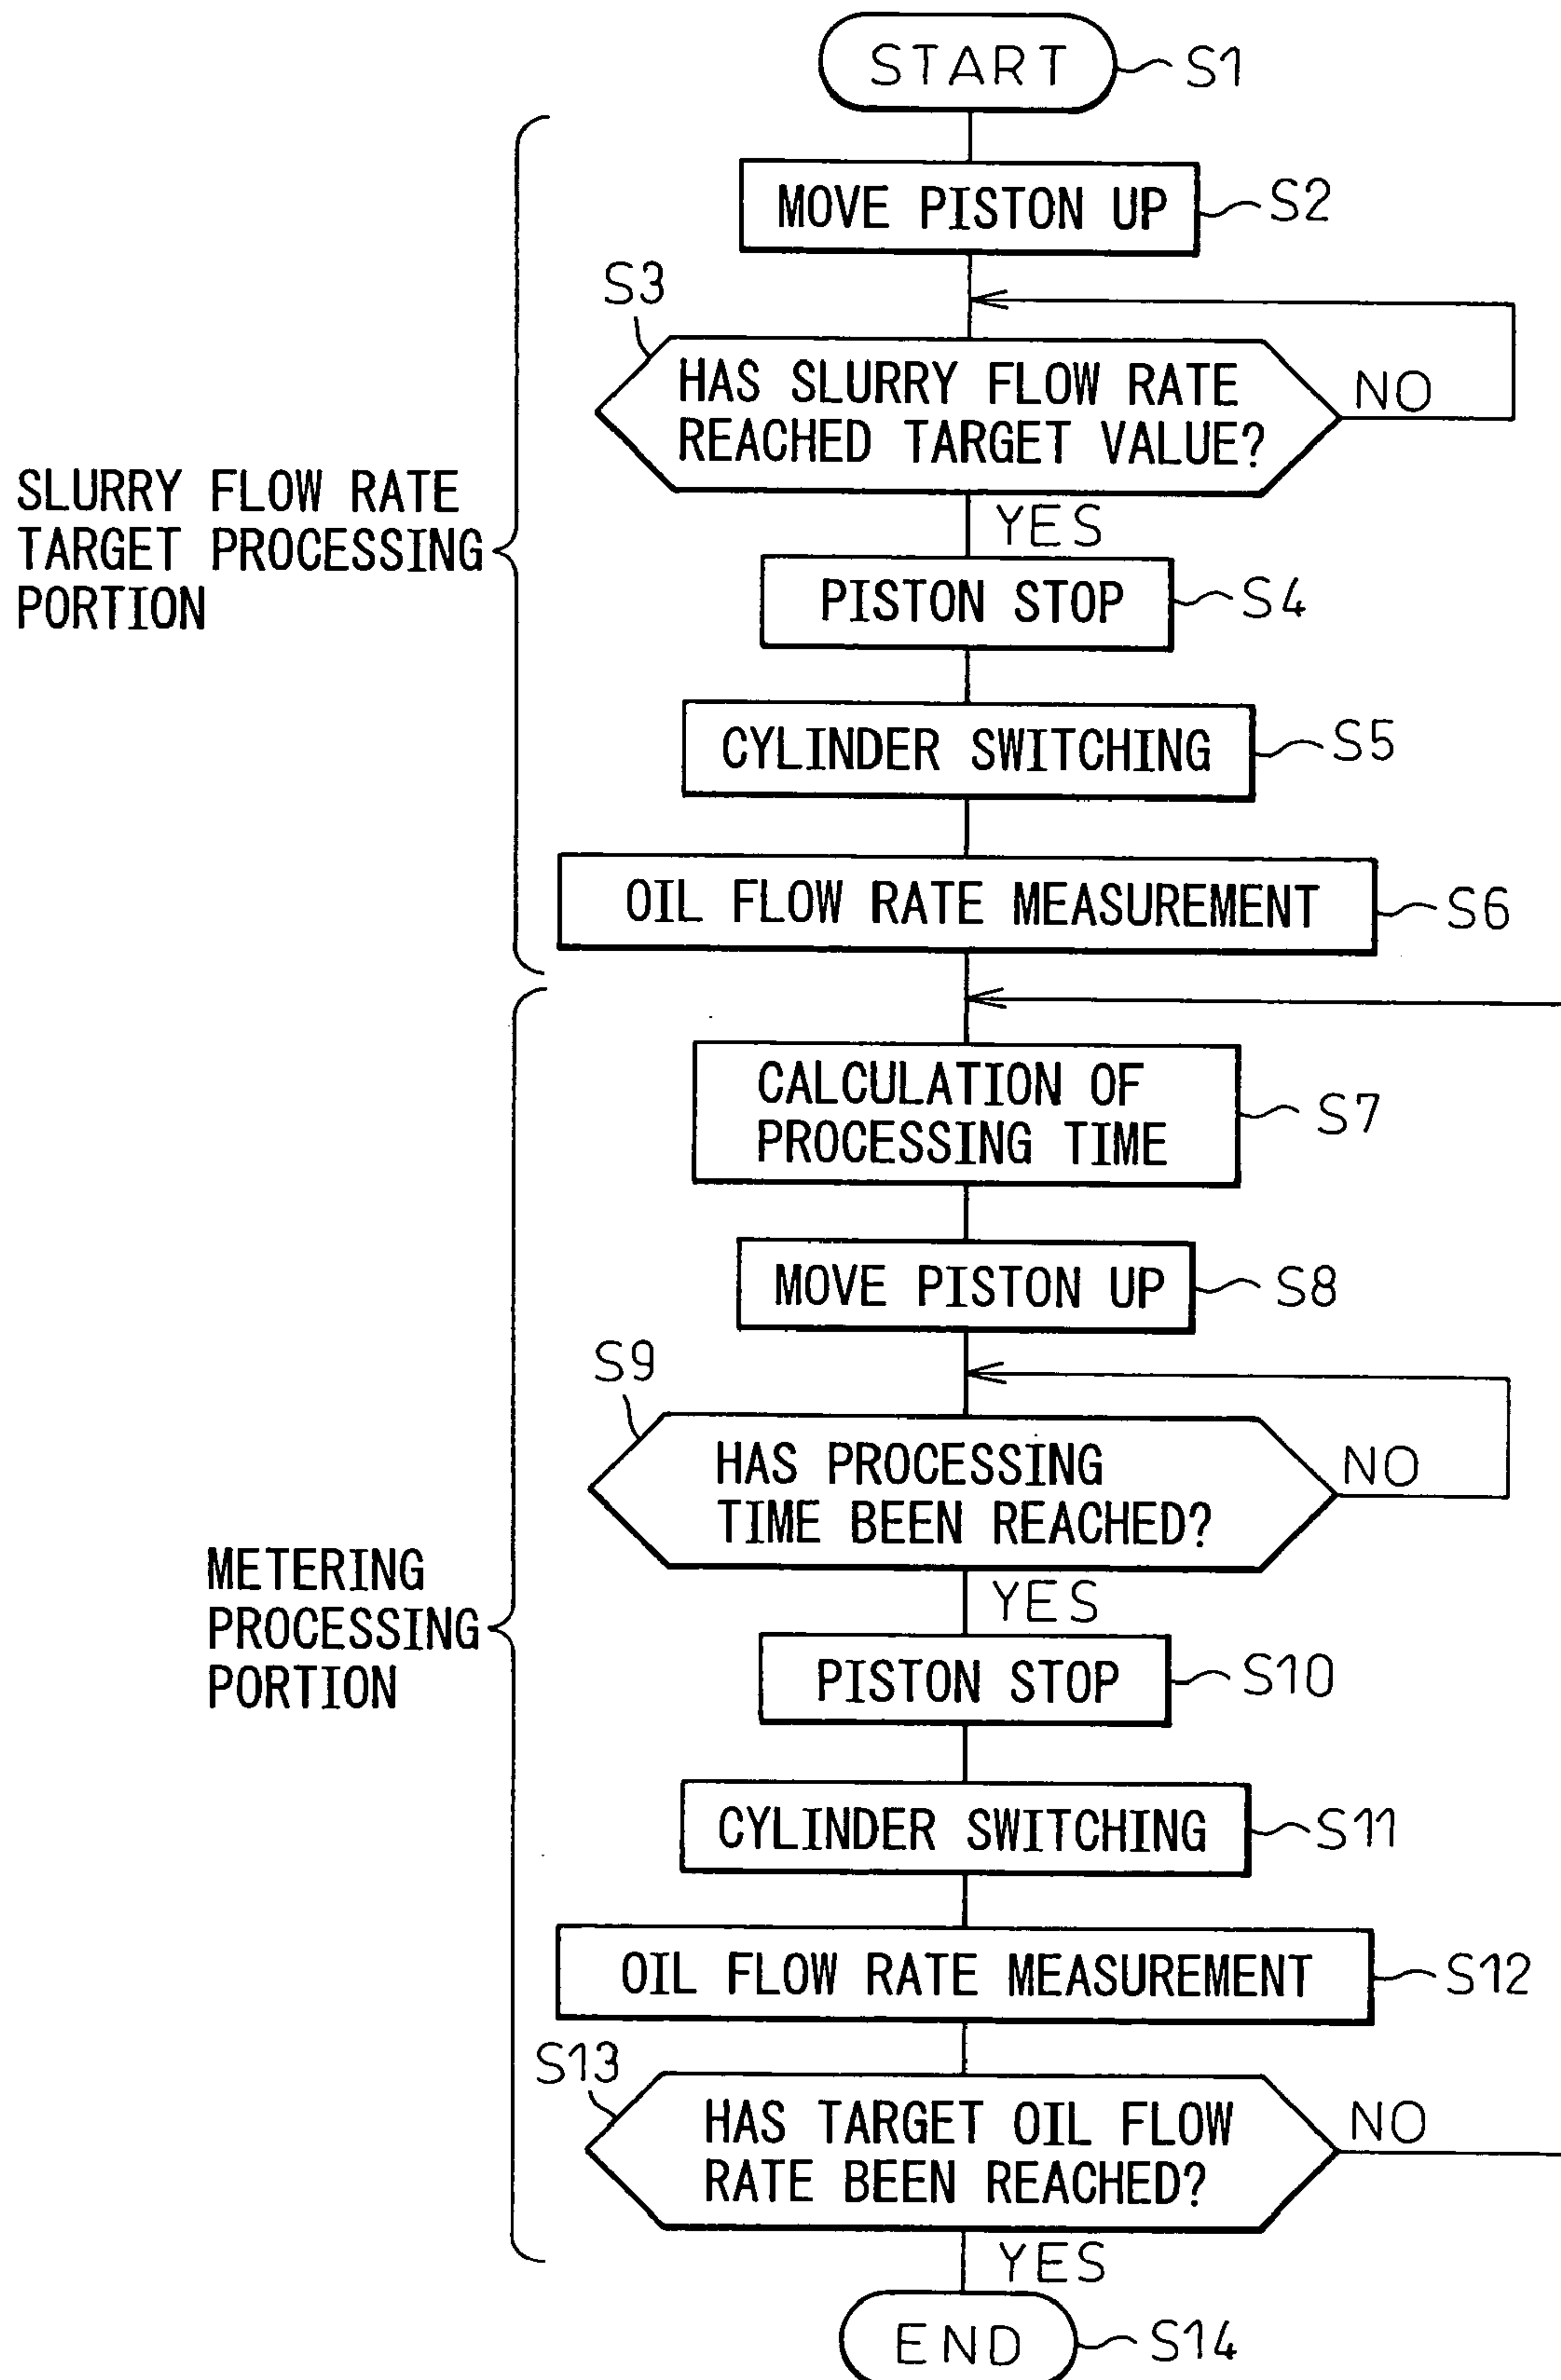 START
S1
MOVE PISTON UP
S2
S3
HAS SLURRY FLOW RATE
REACHED TARGET VALUE?
NO
YES
SLURRY FLOW RATE
TARGET PROCESSING
PORTION
PISTON STOP
S4
CYLINDER SWITCHING
S5
OIL FLOW RATE MEASUREMENT
S6
CALCULATION OF
PROCESSING TIME
S7
MOVE PISTON UP
S8
S9
HAS PROCESSING
TIME BEEN REACHED?
NO
YES
METERING
PROCESSING
PORTION
PISTON STOP
S10
CYLINDER SWITCHING
S11
OIL FLOW RATE MEASUREMENT
S12
S13
HAS TARGET OIL FLOW
RATE BEEN REACHED?
NO
YES
END
S14